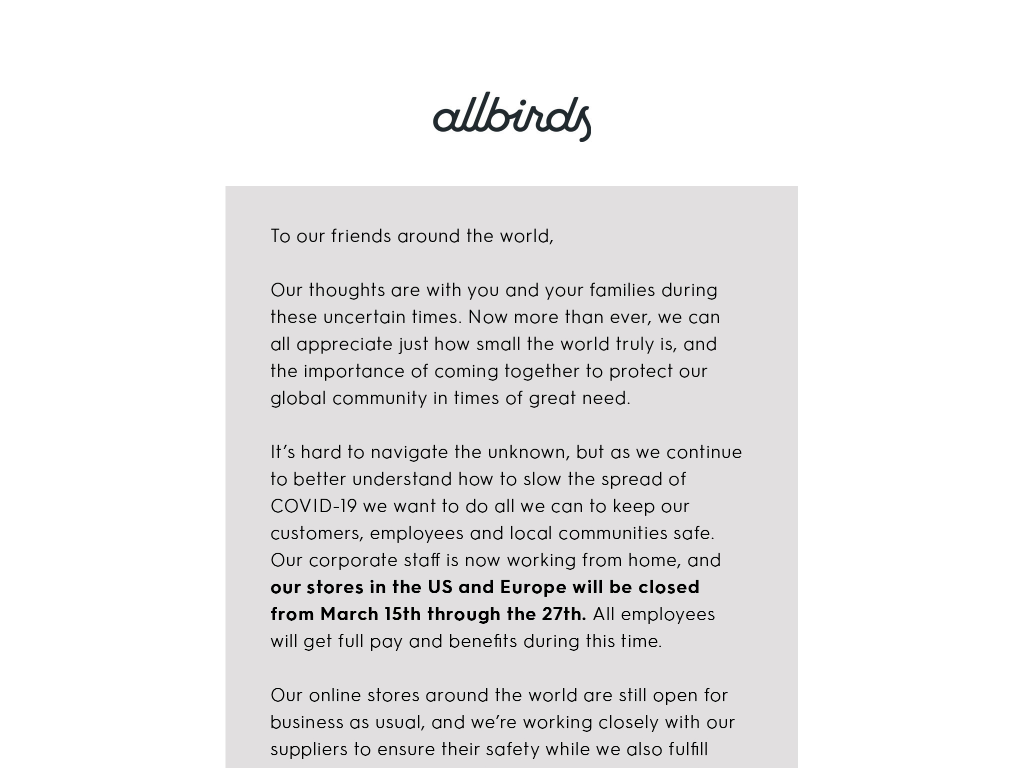 allbirds
To our friends around the world,
Our thoughts are with you and your families during
these uncertain times. Now more than ever, we can
all appreciate just how small the world truly is, and
the importance of coming together to protect our
global community in times of great need.
It’s hard to navigate the unknown, but as we continue
to better understand how to slow the spread of
COVID-19 we want to do all we can to keep our
customers, employees and local communities safe.
Our corporate staff is now working from home, and
our stores in the US and Europe will be closed
from March 15th through the 27th. All employees
will get full pay and benefits during this time.
Our online stores around the world are still open for
business as usual, and we’re working closely with our
suppliers to ensure their safety while we also fulfill